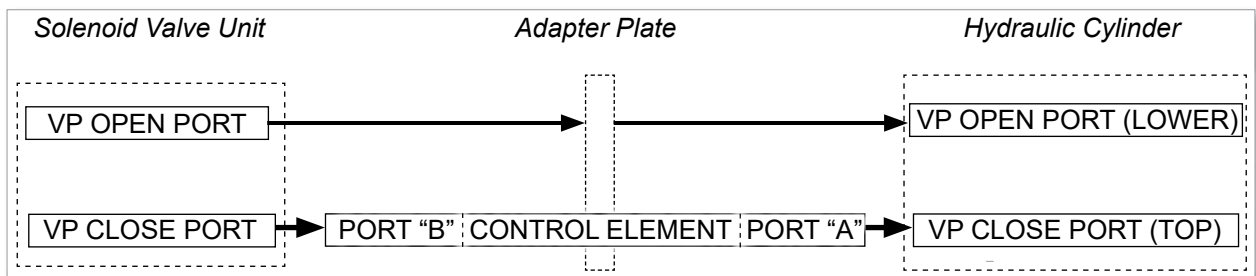 Solenoid Valve Unit
Adapter Plate
Hydraulic Cylinder
VP OPEN PORT
VP OPEN PORT (LOWER)
VP CLOSE PORT
PORT “B”
CONTROL ELEMENT
PORT “A”
VP CLOSE PORT (TOP)